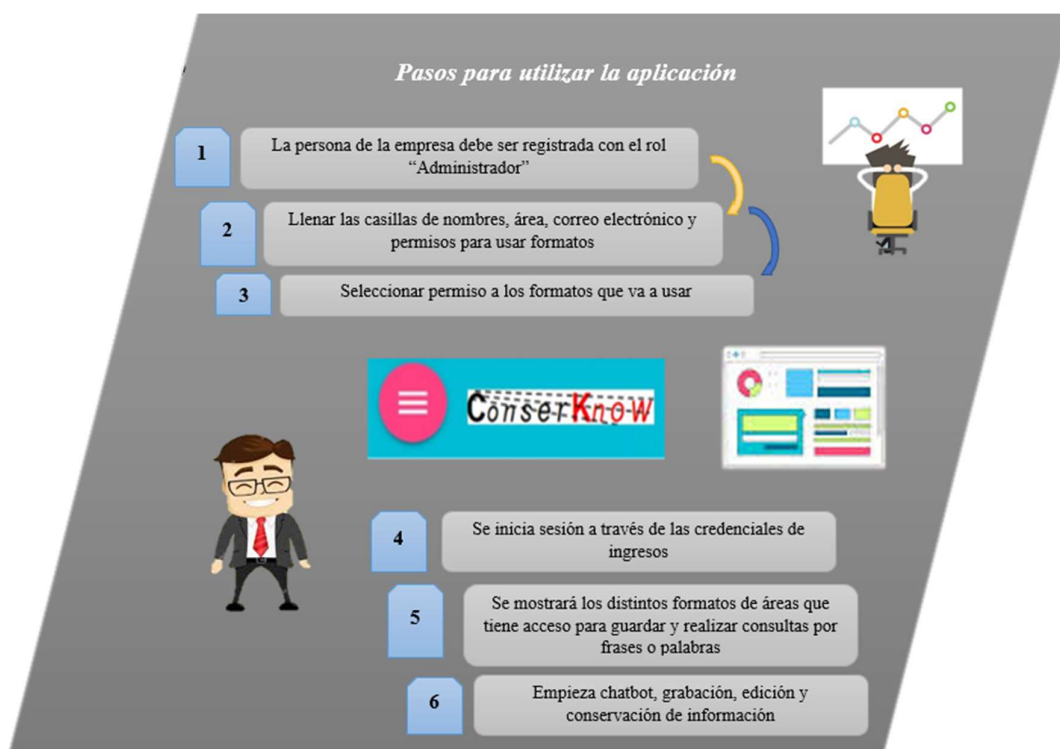 Pasos para utilizar la aplicación
1
La persona de la empresa debe ser registrada con el rol
“Administrador”
2
Llenar las casillas de nombres, área, correo electrónico y
permisos para usar formatos
3
Seleccionar permiso a los formatos que va a usar
ConserKnow
4
Se inicia sesión a través de las credenciales de
ingresos
5
Se mostrará los distintos formatos de áreas que
tiene acceso para guardar y realizar consultas por
frases o palabras
6
Empieza chatbot, grabación, edición y
conservación de información